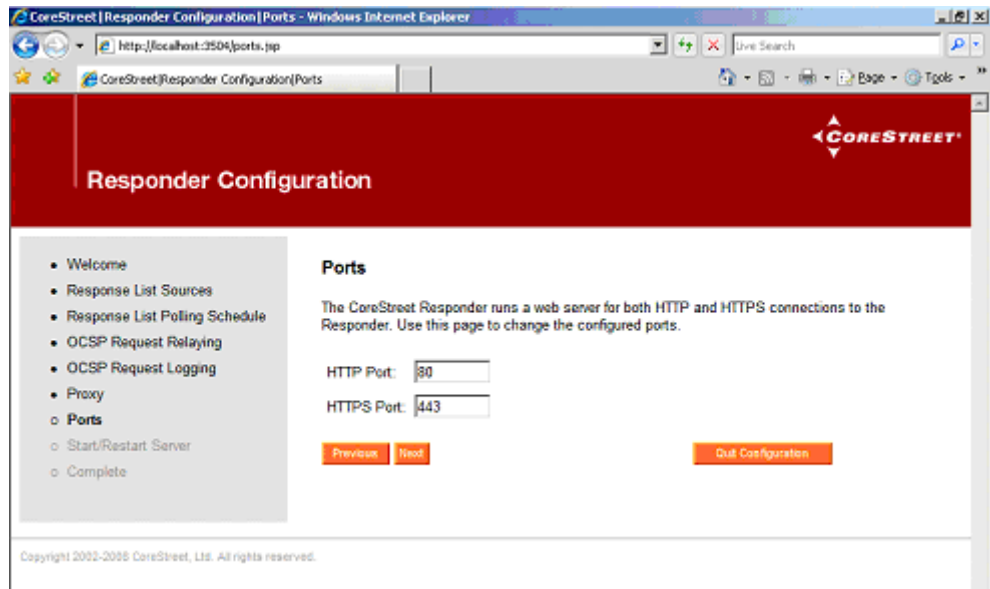 CoreStreet|Responder Configuration|Ports - Windows Internet Explorer
http://localhost:3504/ports.jsp
Live Search
CoreStreet|Responder Configuration|Ports
Page
Tools
CORESTREET
Responder Configuration
Welcome
Response List Sources
Response List Polling Schedule
OCSP Request Relaying
OCSP Request Logging
Proxy
Ports
Start/Restart Server
Complete
Ports
The CoreStreet Responder runs a web server for both HTTP and HTTPS connections to the
Responder. Use this page to change the configured ports.
HTTP Port: 80
HTTPS Port: 443
Previous Next
Quit Configuration
Copyright 2002-2006 CoreStreet, Ltd. All rights reserved.